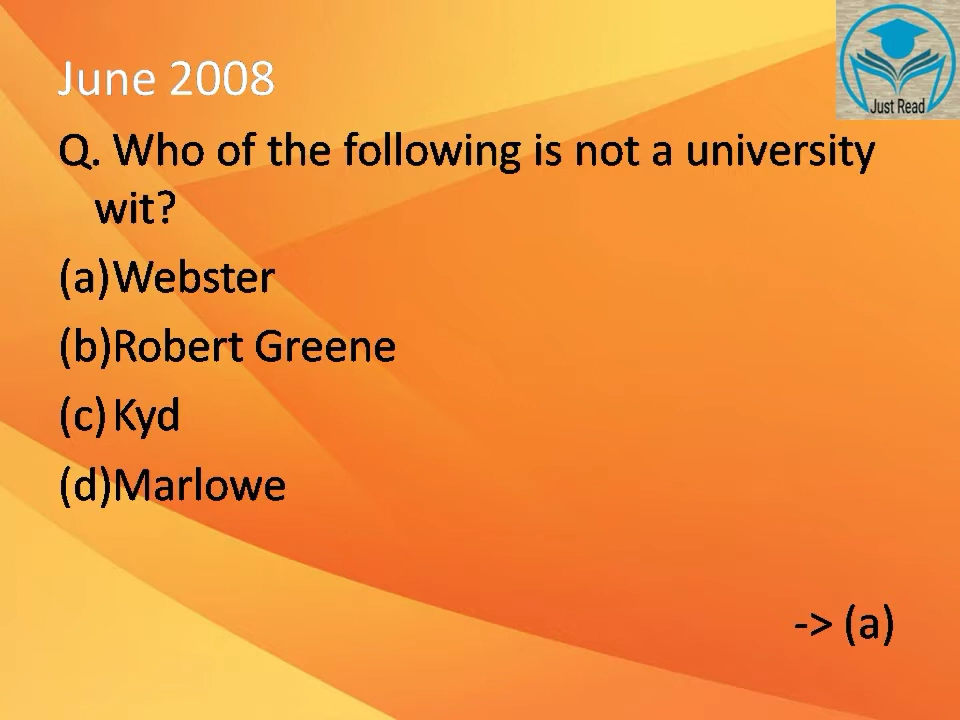 June 2008
Just Read
Q. Who of the following is not a university
wit?
(a)Webster
(b)Robert Greene
(c) Kyd
(d)Marlowe
-> (a)